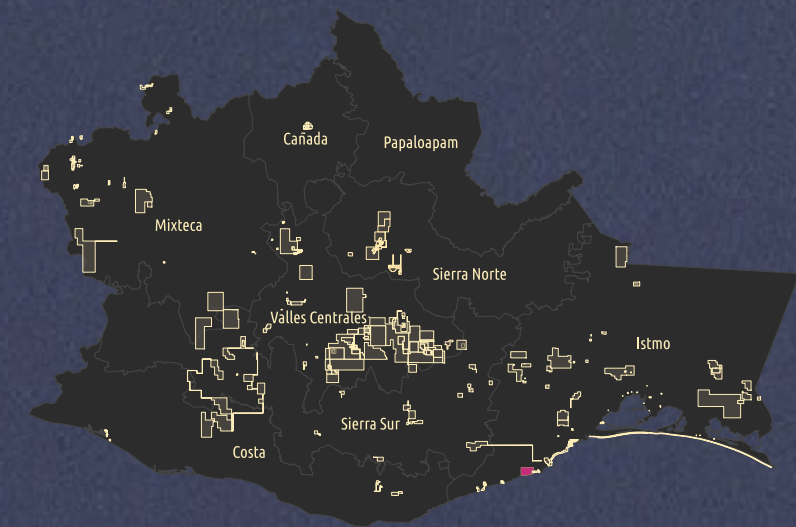 Cañada
Papaloapam
Mixteca
Sierra Norte
Valles Centrales
Istmo
Sierra Sur
Costa